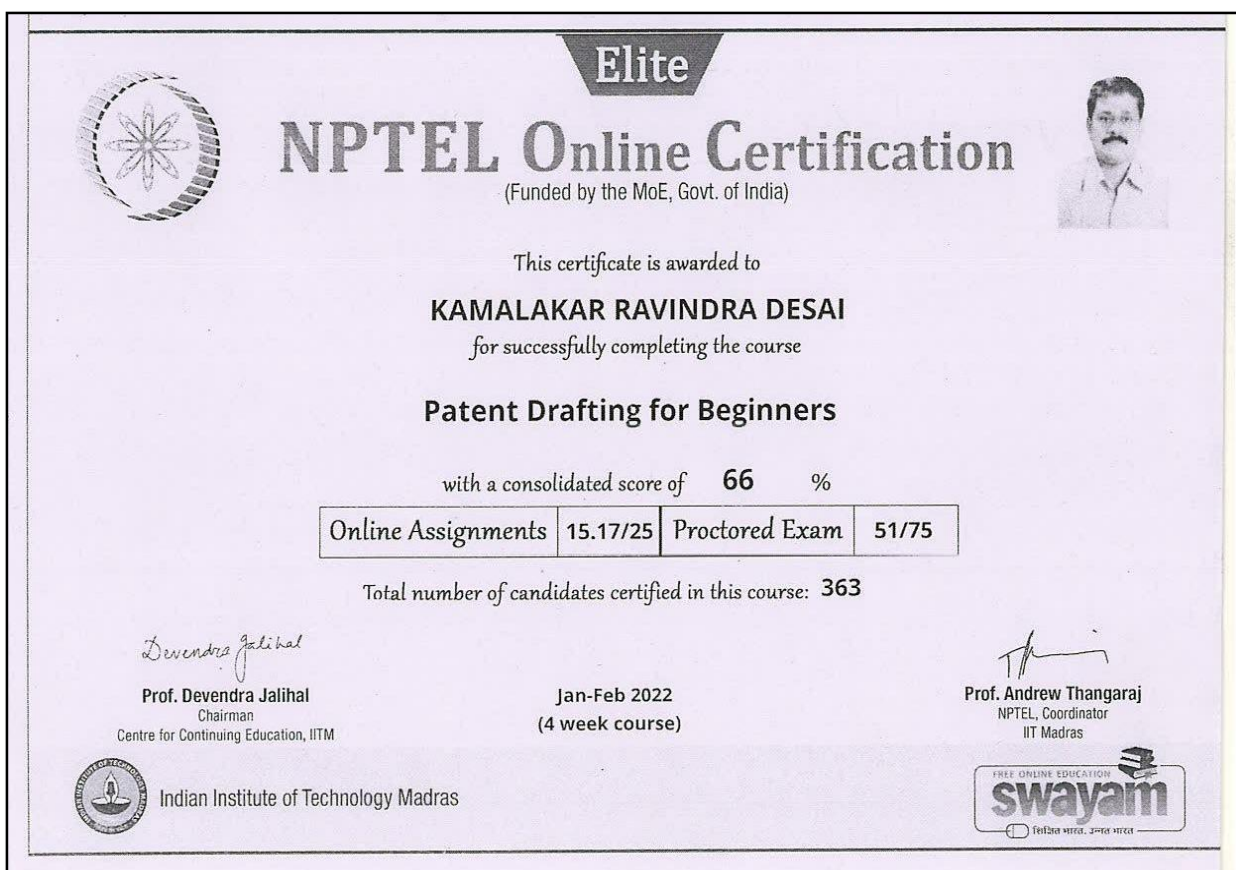 Elite
NPTEL Online Certification
(Funded by the MoE, Govt. of India)
This certificate is awarded to
KAMALAKAR RAVINDRA DESAI
for successfully completing the course
Patent Drafting for Beginners
with a consolidated score of 66 %
Online Assignments 15.17/25 Proctored Exam 51/75
Total number of candidates certified in this course: 363
Devendra Jalihal
Prof. Devendra Jalihal
Chairman
Centre for Continuing Education, IITM
Jan-Feb 2022
(4 week course)
Prof. Andrew Thangaraj
NPTEL, Coordinator
IIT Madras
Indian Institute of Technology Madras
FREE ONLINE EDUCATION
swayam
शिक्षित भारत, उन्नत भारत